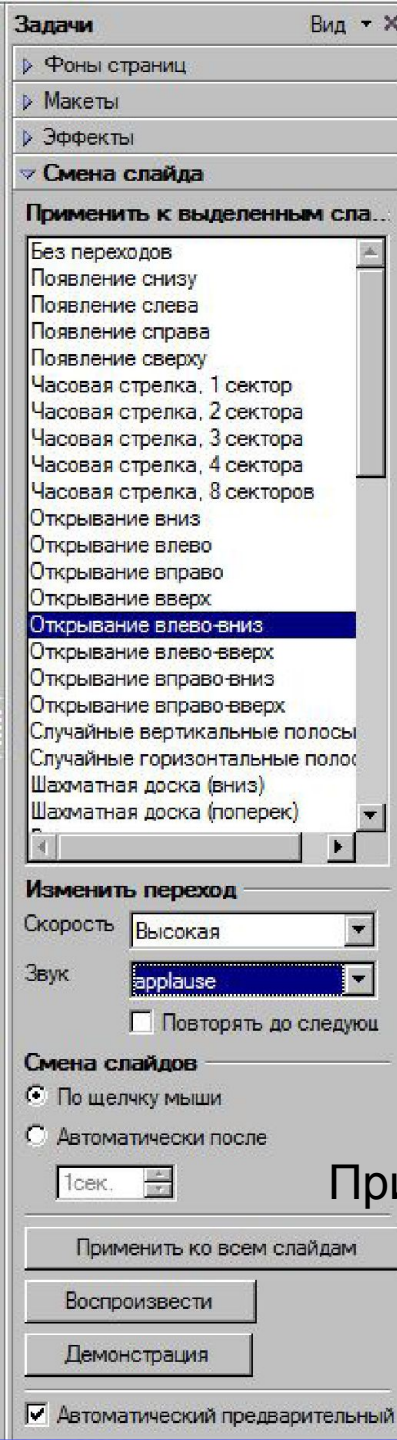 Задачи Вид
Фоны страниц
Макеты
Эффекты
Смена слайда
Применить к выделенным сла...
Без переходов
Появление снизу
Появление слева
Появление справа
Появление сверху
Часовая стрелка, 1 сектор
Часовая стрелка, 2 сектора
Часовая стрелка, 3 сектора
Часовая стрелка, 4 сектора
Часовая стрелка, 8 секторов
Открывание вниз
Открывание влево
Открывание вправо
Открывание вверх
Открывание влево-вниз
Открывание влево-вверх
Открывание вправо-вниз
Открывание вправо-вверх
Случайные вертикальные полосы
Случайные горизонтальные полос
Шахматная доска (вниз)
Шахматная доска (поперек)
Изменить переход
Скорость Высокая
Звук applause
Повторять до следующ
Смена слайдов
По щелчку мыши
Автоматически после
1сек. При
Применить ко всем слайдам
Воспроизвести
Демонстрация
Автоматический предварительный